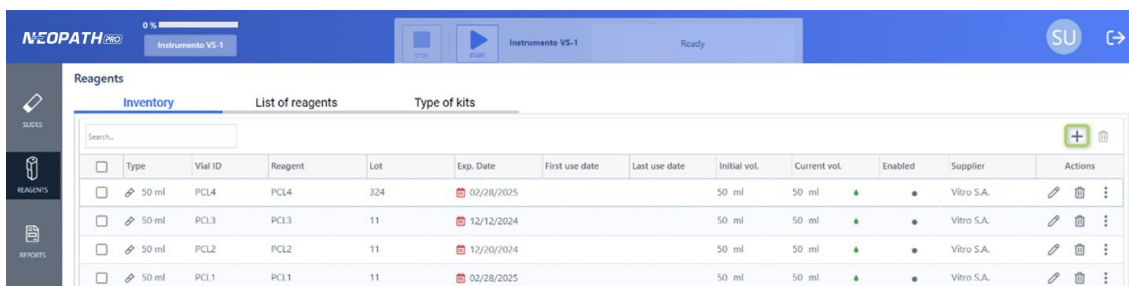 0 %
NEOPATH PRO
Instrumento VS-1
STOP
START
Instrumento VS-1
Ready
SU
Reagents
Inventory List of reagents Type of kits
SLIDES
Search...
Type Vial ID Reagent Lot Exp. Date First use date Last use date Initial vol. Current vol. Enabled Supplier Actions
REAGENTS
50 ml PCL4 PCL4 324 02/28/2025 50 ml 50 ml Vitro S.A.
50 ml PCL3 PCL3 11 12/12/2024 50 ml 50 ml Vitro S.A.
REPORTS
50 ml PCL2 PCL2 11 12/20/2024 50 ml 50 ml Vitro S.A.
50 ml PCL1 PCL1 11 02/28/2025 50 ml 50 ml Vitro S.A.